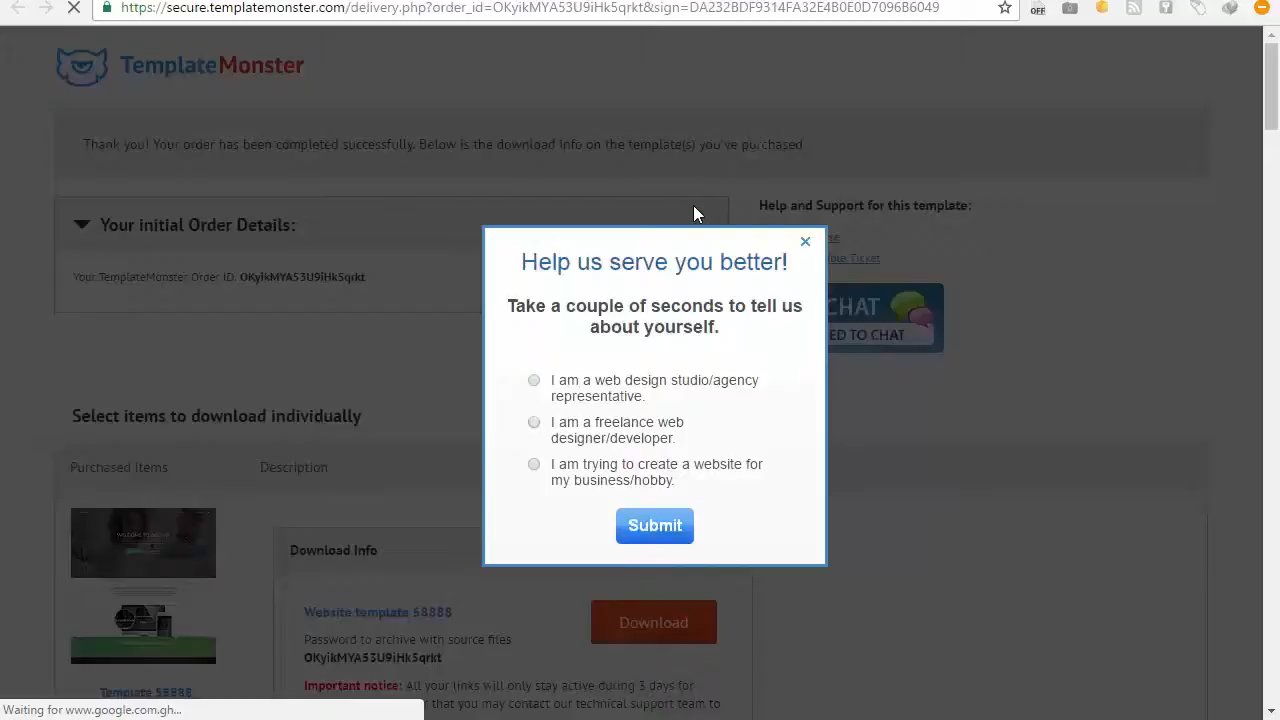 https://secure.templatemonster.com/delivery.php?order_id=OKyikMYA53U9iHk5qrkt&sign=DA232BDF9314FA32E4B0E0D7096B6049
OFF
TemplateMonster
Thank you! Your order has been completed successfully. Below is the download info on the template(s) you've purchased
Your initial Order Details:
Help and Support for this template:
Your TemplateMonster Order ID: OKyikMYA53U9iHk5qrkt
Ticket
CHAT
ED TO CHAT
×
Help us serve you better!
Take a couple of seconds to tell us
about yourself.
I am a web design studio/agency
representative.
I am a freelance web
designer/developer.
I am trying to create a website for
my business/hobby.
Submit
Select items to download individually
Purchased Items
Description
Download Info
Website template 58888
Download
Password to archive with source files
OKyikMYA53U9iHk5qrkt
Important notice: All your links will only stay active during 3 days for
that you may contact our technical support team to
Template 58888
Waiting for www.google.com.gh...